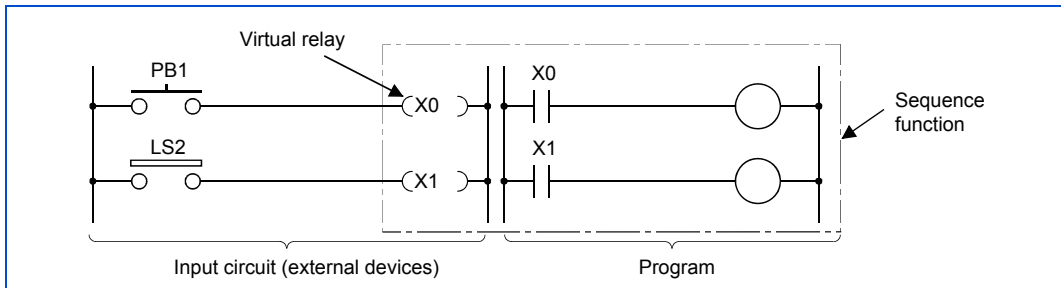 Virtual relay
PB1
X0
X0
Sequence
function
LS2
X1
X1
Input circuit (external devices)
Program